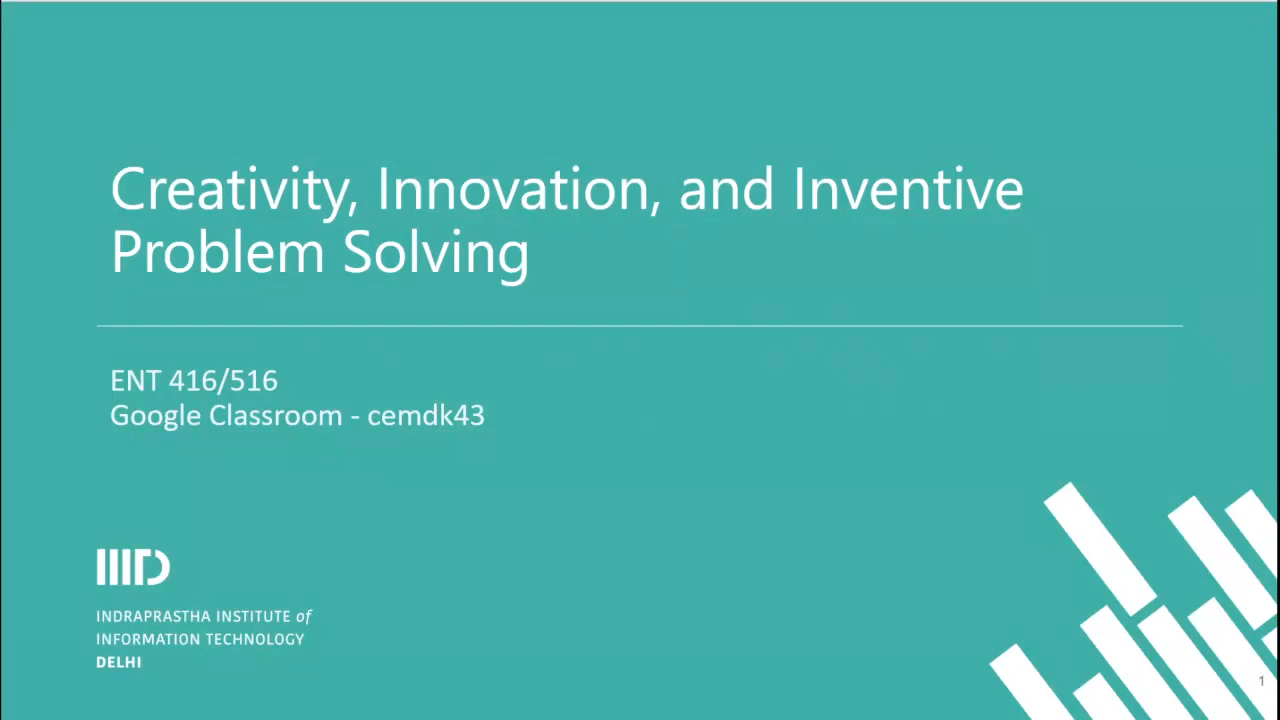 Creativity, Innovation, and Inventive
Problem Solving
ENT 416/516
Google Classroom - cemdk43
IIITD
INDRAPRASTHA INSTITUTE of
INFORMATION TECHNOLOGY
DELHI
1